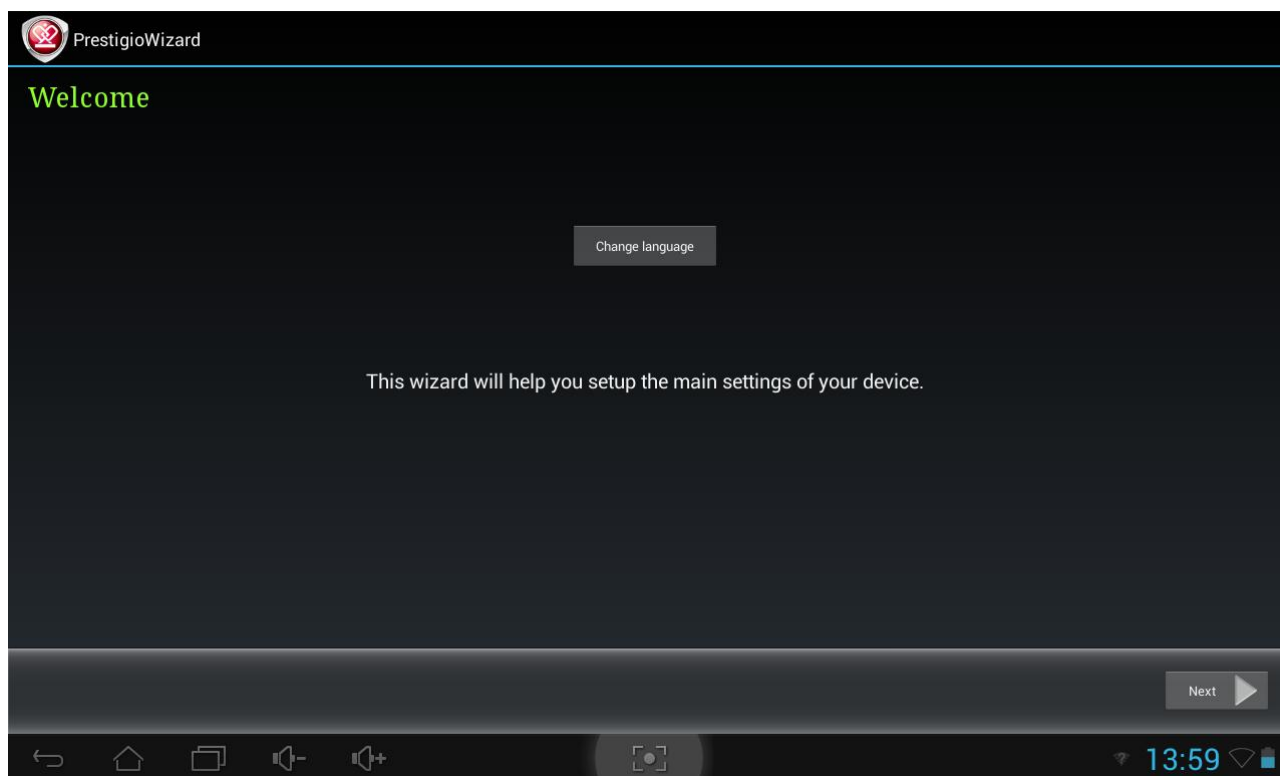 PrestigioWizard
Welcome
Change language
This wizard will help you setup the main settings of your device.
Next
13:59